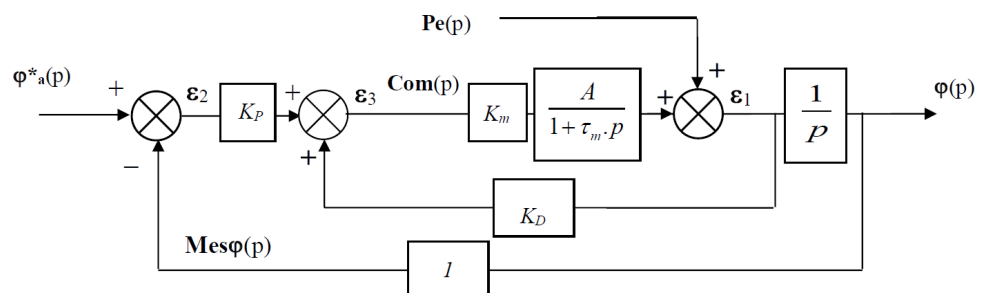 Pe(p)
φ*a(p)
+
−
ε2
KP
+
+
ε3
Com(p)
Km
A
1 + τm . p
+
+
ε1
1
p
φ(p)
KD
Mesφ(p)
1